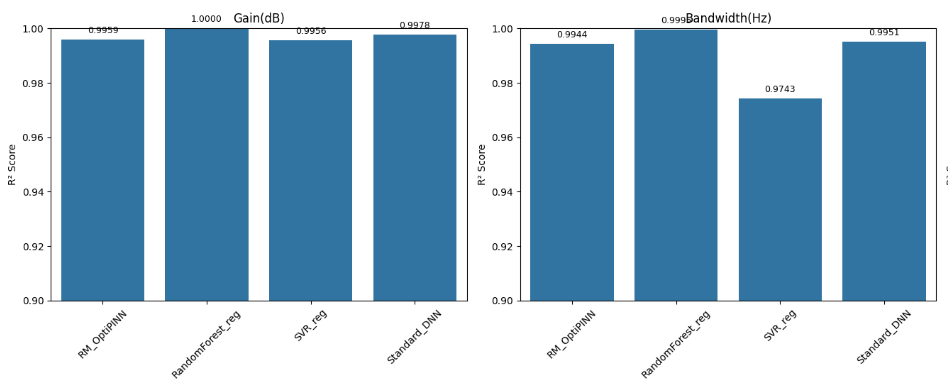 Gain(dB)
1.0000
0.9959
0.9956
0.9978
1.00
0.98
0.96
0.94
0.92
0.90
R² Score
RM_OptiPINN
RandomForest_reg
SVR_reg
Standard_DNN
Bandwidth(Hz)
0.9944
0.9743
0.9951
1.00
0.98
0.96
0.94
0.92
0.90
R² Score
RM_OptiPINN
RandomForest_reg
SVR_reg
Standard_DNN